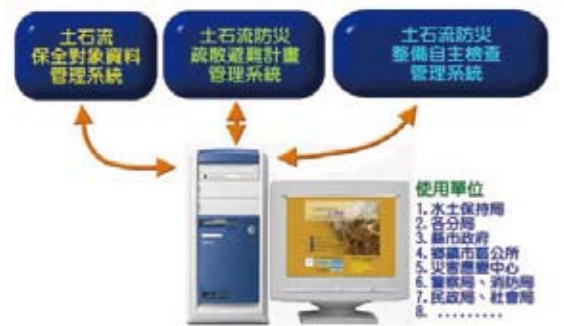 土石流
保全對象資料
管理系統
土石流防災
疏散避難計畫
管理系統
土石流防災
整備自主檢查
管理系統
使用單位
1. 水土保持局
2. 各分局
3. 縣市政府
4. 鄉鎮市區公所
5. 災害應變中心
6. 警察局、消防局
7. 民政局、社會局
8. .........